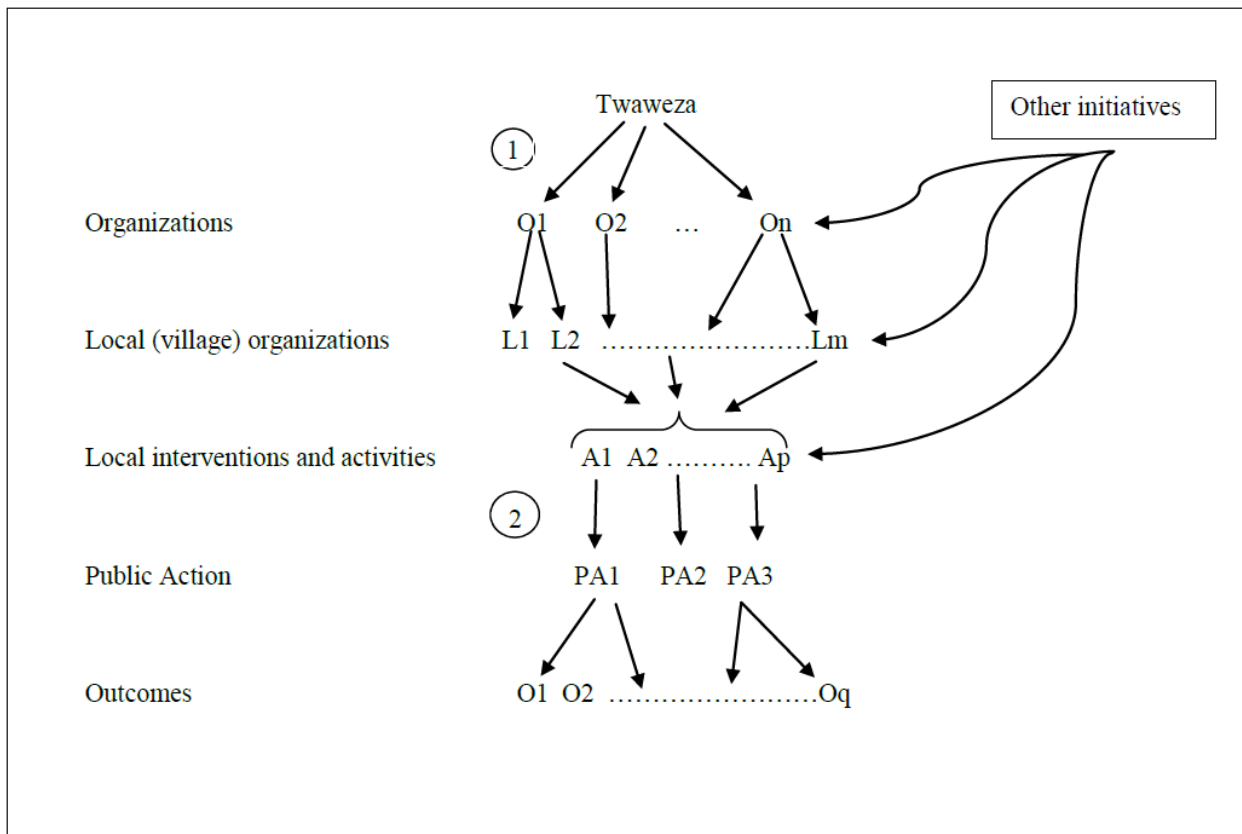 Twaweza
Other initiatives
1
Organizations O1 O2 … On
Local (village) organizations L1 L2 ……………………Lm
Local interventions and activities A1 A2 ………. Ap
2
Public Action PA1 PA2 PA3
Outcomes O1 O2 ……………………Oq